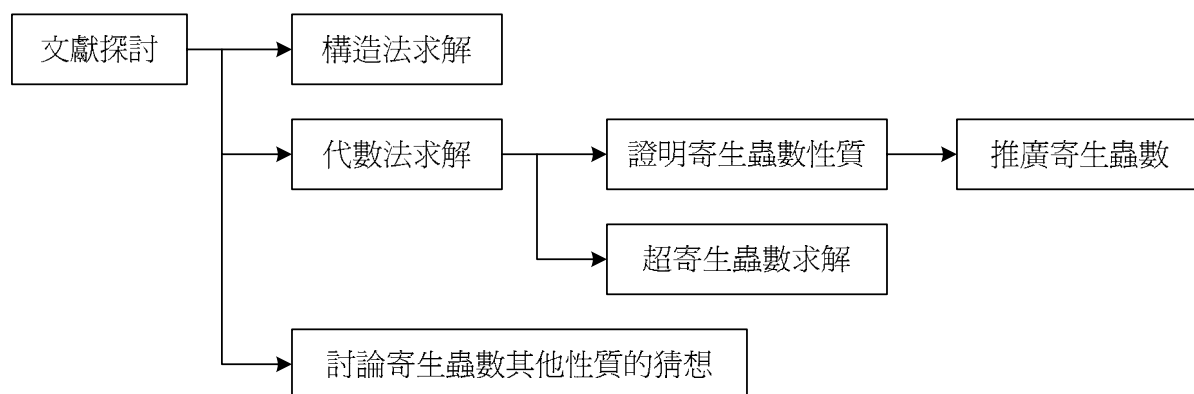 文獻探討
構造法求解
代數法求解
證明寄生蟲數性質
推廣寄生蟲數
超寄生蟲數求解
討論寄生蟲數其他性質的猜想